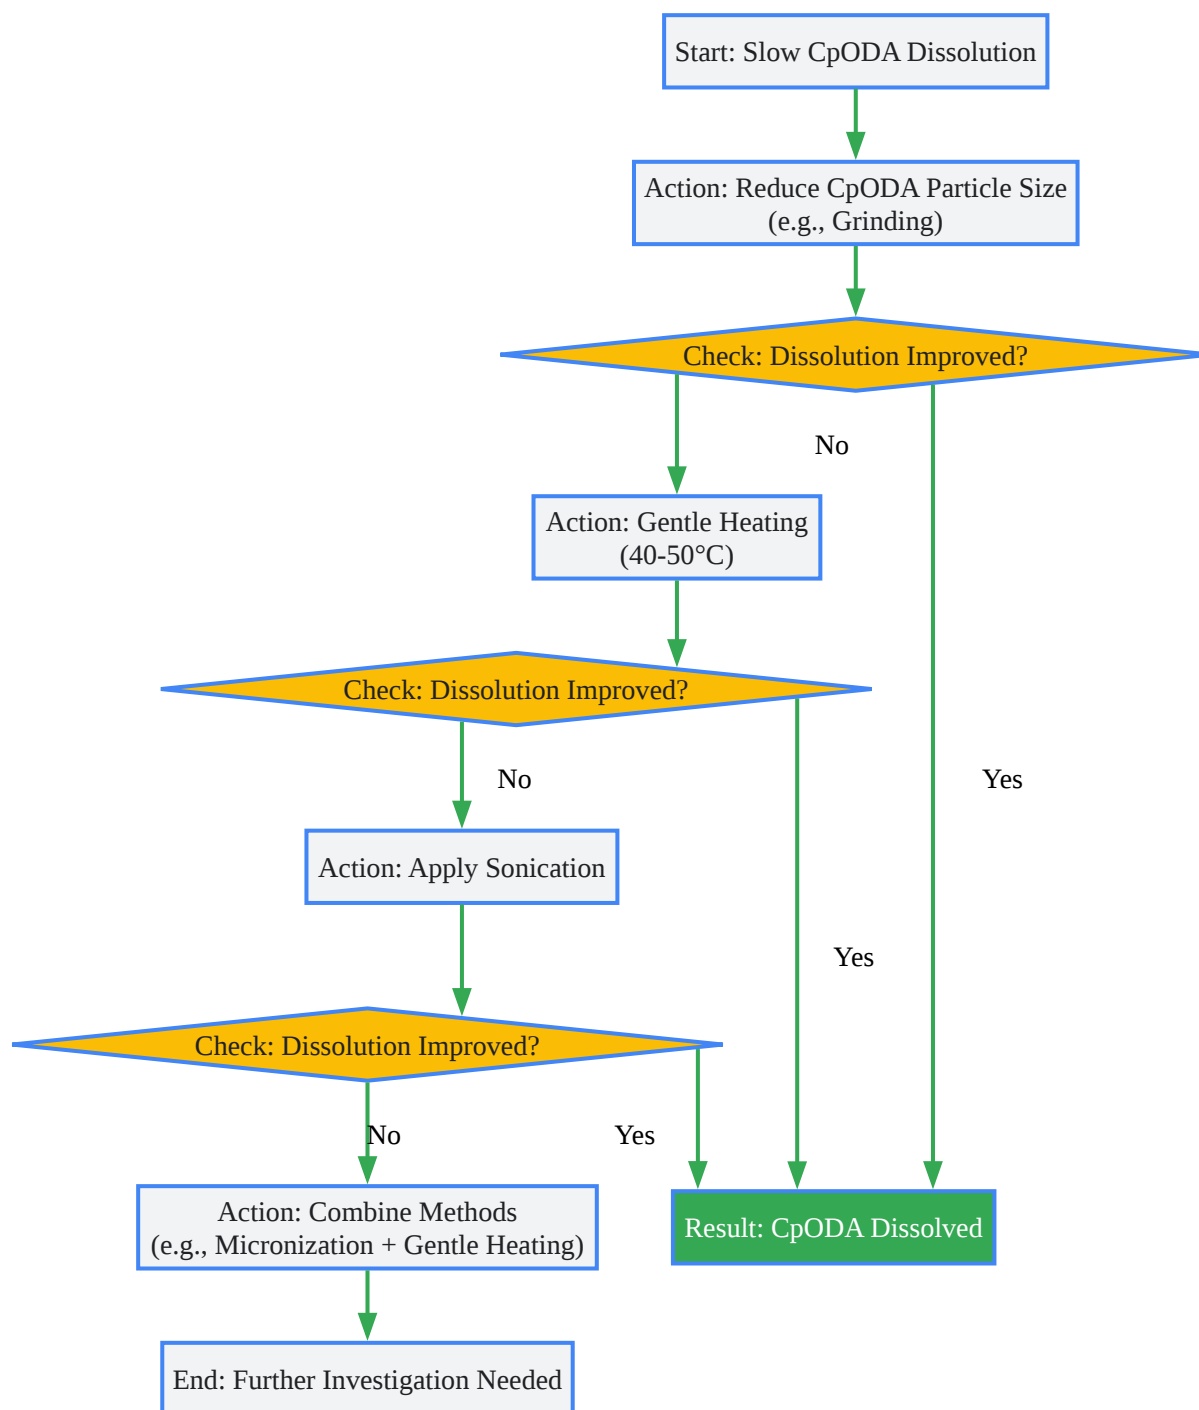 Start: Slow CpODA Dissolution
Action: Reduce CpODA Particle Size
(e.g., Grinding)
Check: Dissolution Improved?
No
Action: Gentle Heating
(40-50°C)
Check: Dissolution Improved?
No
Yes
Action: Apply Sonication
Yes
Check: Dissolution Improved?
No
Yes
Action: Combine Methods
(e.g., Micronization + Gentle Heating)
Result: CpODA Dissolved
End: Further Investigation Needed